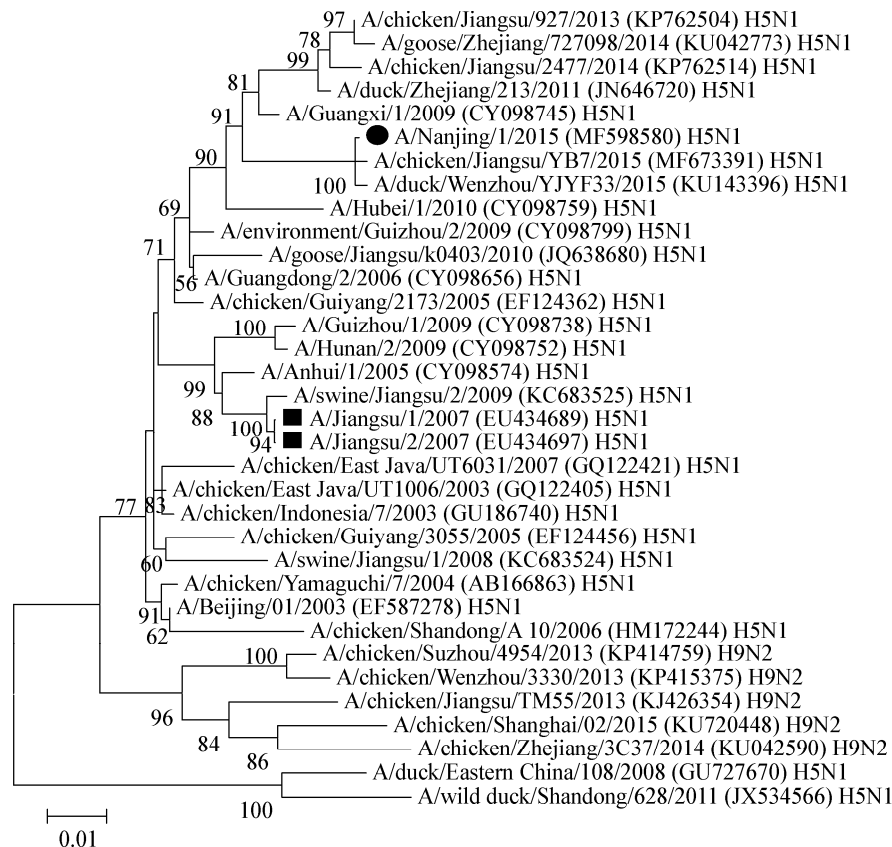 97 A/chicken/Jiangsu/927/2013 (KP762504) H5N1
78 A/goose/Zhejiang/727098/2014 (KU042773) H5N1
99 A/chicken/Jiangsu/2477/2014 (KP762514) H5N1
81 A/duck/Zhejiang/213/2011 (JN646720) H5N1
91 A/Guangxi/1/2009 (CY098745) H5N1
A/Nanjing/1/2015 (MF598580) H5N1
90 A/chicken/Jiangsu/YB7/2015 (MF673391) H5N1
100 A/duck/Wenzhou/YJYF33/2015 (KU143396) H5N1
69 A/Hubei/1/2010 (CY098759) H5N1
A/environment/Guizhou/2/2009 (CY098799) H5N1
71 A/goose/Jiangsu/k0403/2010 (JQ638680) H5N1
56 A/Guangdong/2/2006 (CY098656) H5N1
A/chicken/Guiyang/2173/2005 (EF124362) H5N1
100 A/Guizhou/1/2009 (CY098738) H5N1
A/Hunan/2/2009 (CY098752) H5N1
99 A/Anhui/1/2005 (CY098574) H5N1
A/swine/Jiangsu/2/2009 (KC683525) H5N1
88 100 A/Jiangsu/1/2007 (EU434689) H5N1
94 A/Jiangsu/2/2007 (EU434697) H5N1
A/chicken/East Java/UT6031/2007 (GQ122421) H5N1
A/chicken/East Java/UT1006/2003 (GQ122405) H5N1
77 83 A/chicken/Indonesia/7/2003 (GU186740) H5N1
A/chicken/Guiyang/3055/2005 (EF124456) H5N1
60 A/swine/Jiangsu/1/2008 (KC683524) H5N1
A/chicken/Yamaguchi/7/2004 (AB166863) H5N1
91 A/Beijing/01/2003 (EF587278) H5N1
62 A/chicken/Shandong/A 10/2006 (HM172244) H5N1
100 A/chicken/Suzhou/4954/2013 (KP414759) H9N2
A/chicken/Wenzhou/3330/2013 (KP415375) H9N2
96 A/chicken/Jiangsu/TM55/2013 (KJ426354) H9N2
84 A/chicken/Shanghai/02/2015 (KU720448) H9N2
86 A/chicken/Zhejiang/3C37/2014 (KU042590) H9N2
A/duck/Eastern China/108/2008 (GU727670) H5N1
100 A/wild duck/Shandong/628/2011 (JX534566) H5N1
0.01